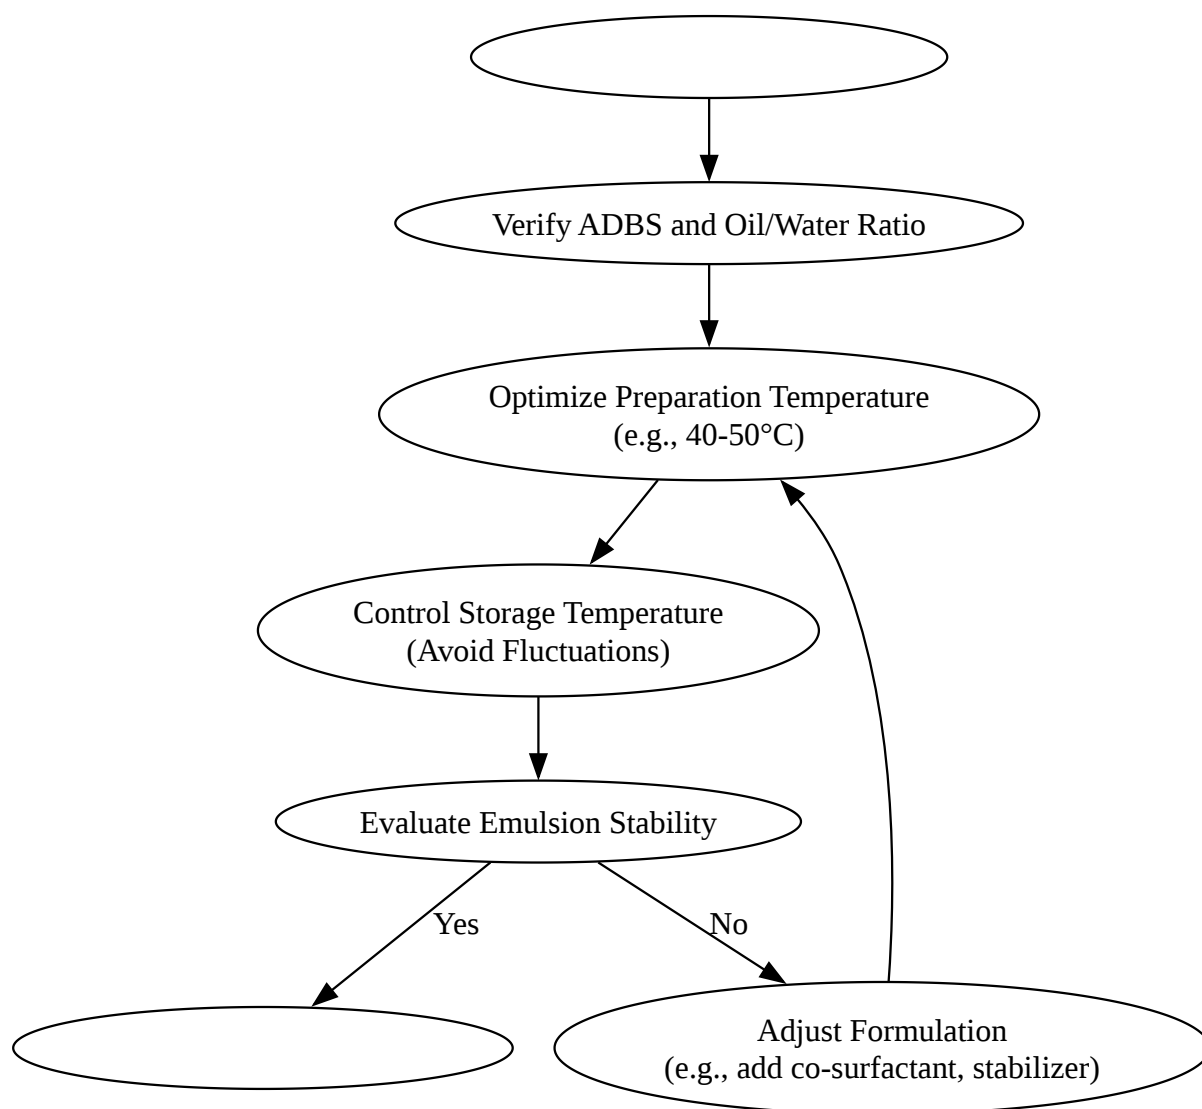 Verify ADBS and Oil/Water Ratio
Optimize Preparation Temperature
(e.g., 40-50°C)
Control Storage Temperature
(Avoid Fluctuations)
Evaluate Emulsion Stability
Yes
No
Adjust Formulation
(e.g., add co-surfactant, stabilizer)